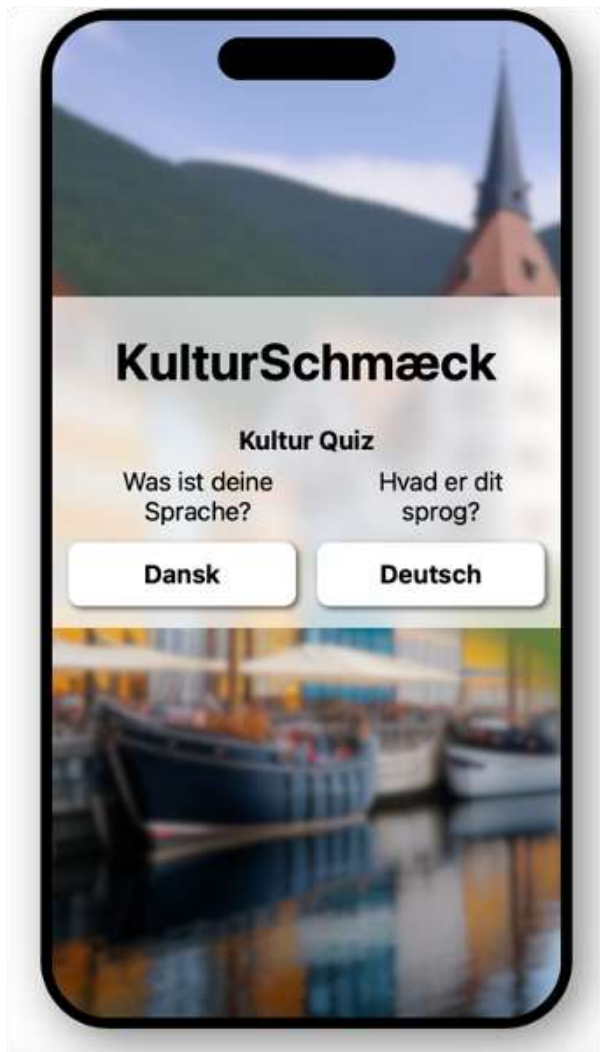 KulturSchmæck
Kultur Quiz
Was ist deine
Sprache?
Hvad er dit
sprog?
Dansk
Deutsch